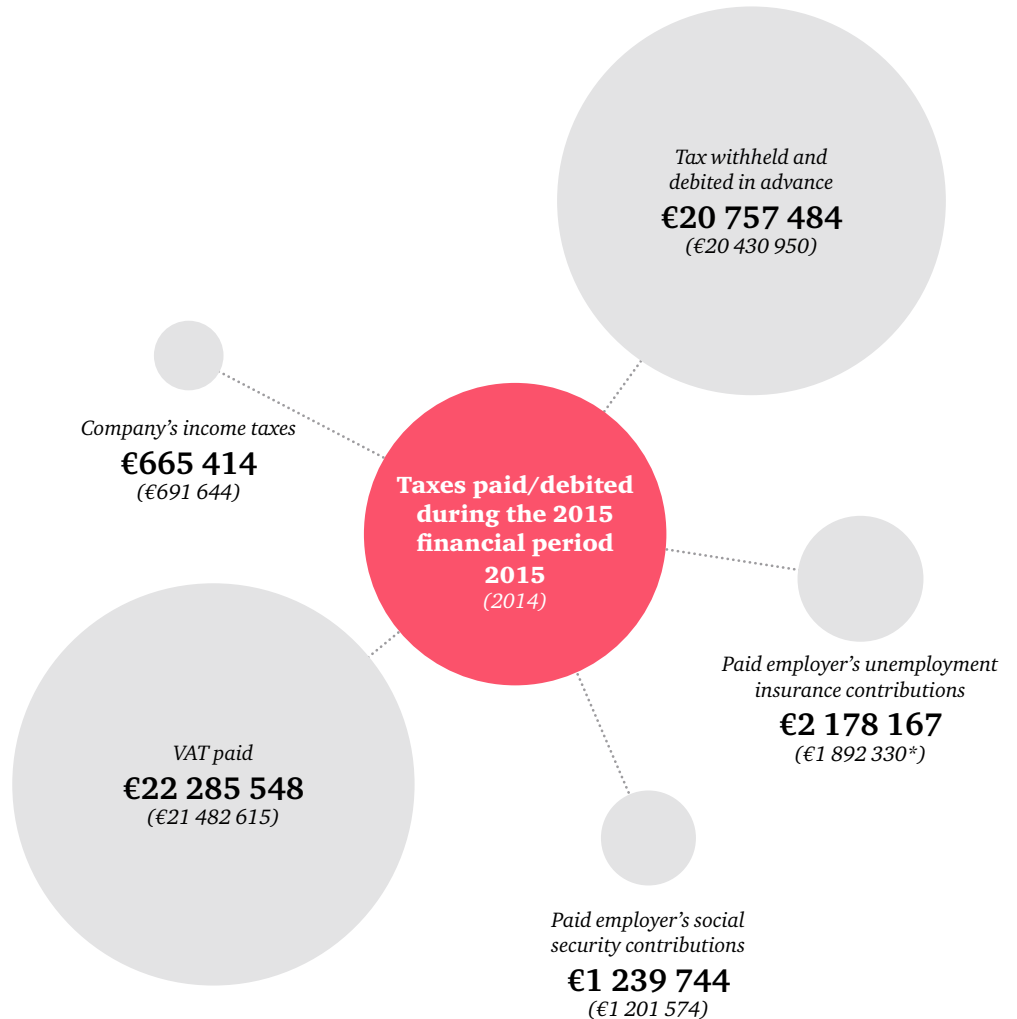 Tax withheld and
debited in advance
€20 757 484
(€20 430 950)
Company’s income taxes
€665 414
(€691 644)
Taxes paid/debited
during the 2015
financial period
2015
(2014)
Paid employer’s unemployment
insurance contributions
€2 178 167
(€1 892 330*)
VAT paid
€22 285 548
(€21 482 615)
Paid employer’s social
security contributions
€1 239 744
(€1 201 574)